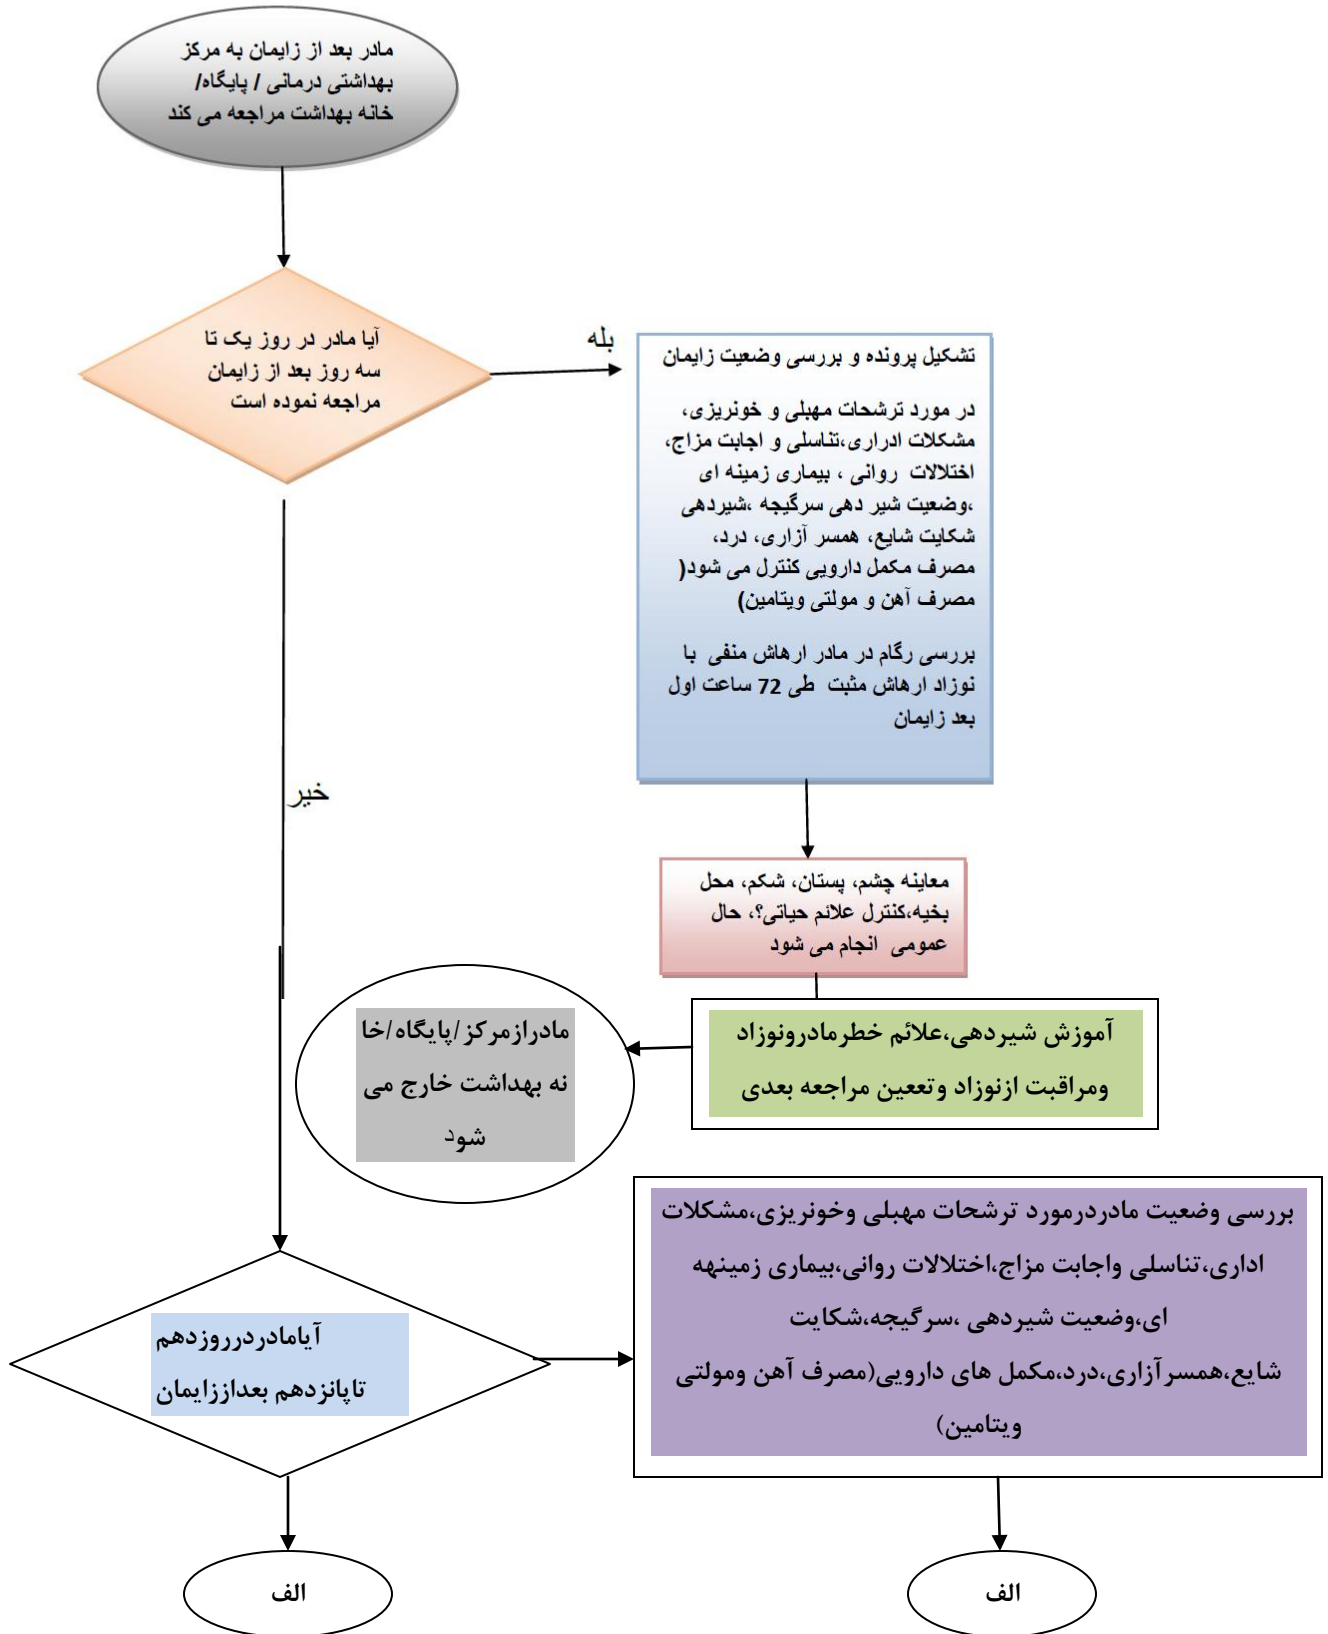 مادر بعد از زایمان به مرکز
بهداشتی درمانی / پایگاه/
خانه بهداشت مراجعه می کند
آیا مادر در روز یک تا
سه روز بعد از زایمان
مراجعه نموده است
بله
تشکیل پرونده و بررسی وضعیت زایمان
در مورد ترشحات مهبلی و خونریزی،
مشکلات ادراری،تناسلی و اجابت مزاج،
اختلالات روانی ، بیماری زمینه ای
،وضعیت شیر دهی سرگیجه ،شیردهی
شکایت شایع، همسر آزاری، درد،
مصرف مکمل دارویی کنترل می شود(
مصرف آهن و مولتی ویتامین)
بررسی رگام در مادر ارهاش منفی با
نوزاد ارهاش مثبت طی 72 ساعت اول
بعد زایمان
خیر
معاینه چشم، پستان، شکم، محل
بخیه،کنترل علائم حیاتی؟، حال
عمومی انجام می شود
آموزش شیردهی،علائم خطرمادرونوزاد
ومراقبت ازنوزاد وتععین مراجعه بعدی
مادرازمرکز/پایگاه/خا
نه بهداشت خارج می
شود
بررسی وضعیت مادردرمورد ترشحات مهبلی وخونریزی،مشکلات
اداری،تناسلی واجابت مزاج،اختلالات روانی،بیماری زمینهه
ای،وضعیت شیردهی ،سرگیجه،شکایت
شایع،همسرآزاری،درد،مکمل های دارویی(مصرف آهن ومولتی
ویتامین)
آیامادردرروزدهم
تاپانزدهم بعداززایمان
الف
الف